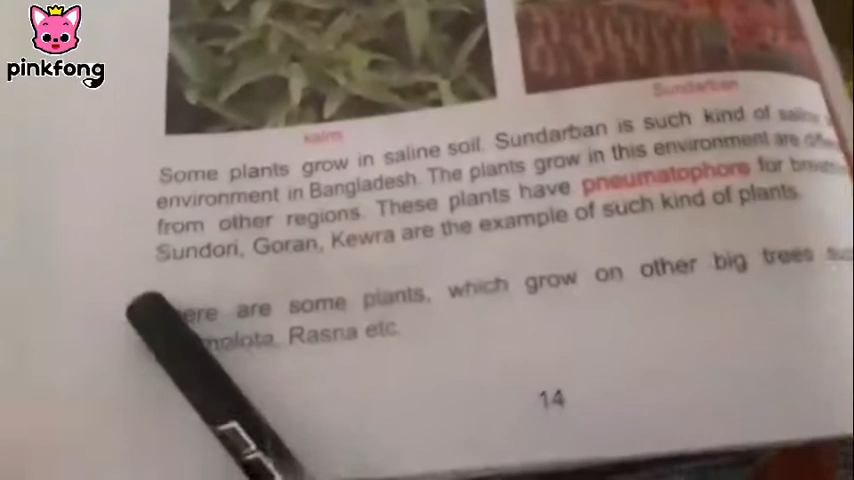 pinkfong
kalmi
Sundarban
Some plants grow in saline soil. Sundarban is such kind of saline
environment in Bangladesh. The plants grow in this environment are
from other regions. These plants have pneumatophore for
Sundori, Goran, Kewra are the example of such kind of plants.
are some plants, which grow on other big trees
Rasna etc.
14